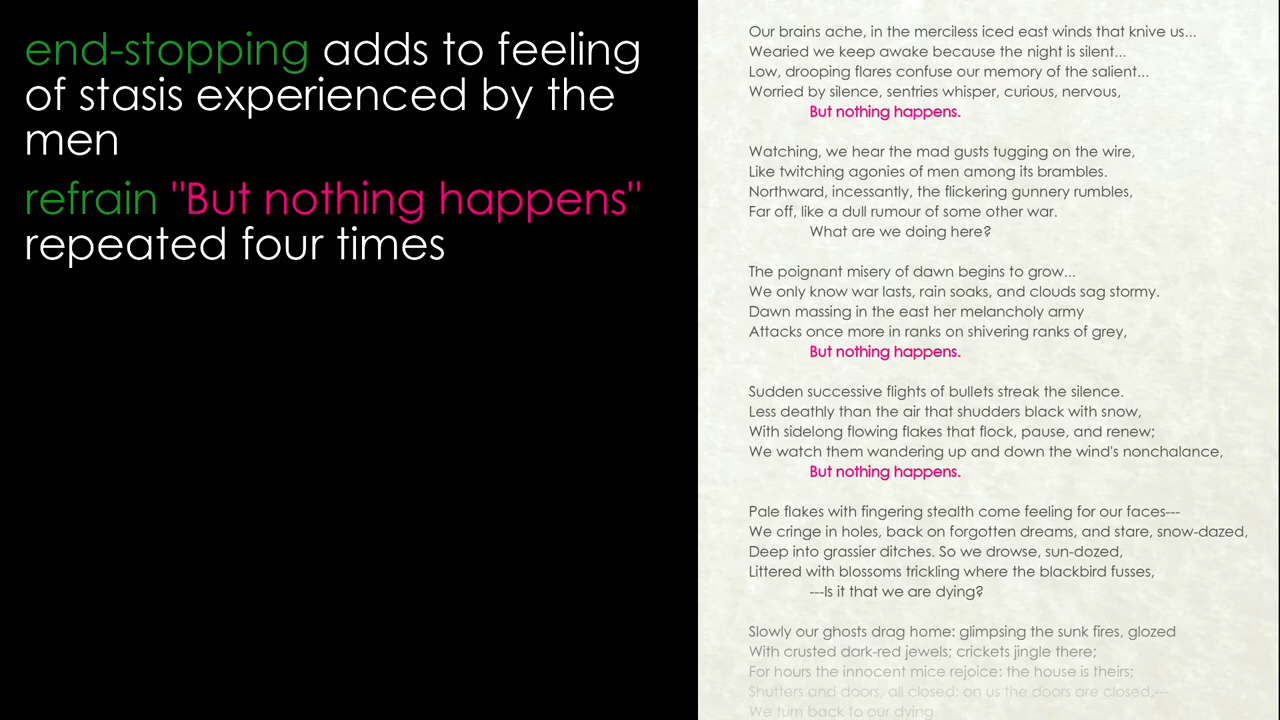 end-stopping adds to feeling
of stasis experienced by the
men
refrain "But nothing happens"
repeated four times
Our brains ache, in the merciless iced east winds that knive us...
Wearied we keep awake because the night is silent...
Low, drooping flares confuse our memory of the salient...
Worried by silence, sentries whisper, curious, nervous,
But nothing happens.
Watching, we hear the mad gusts tugging on the wire,
Like twitching agonies of men among its brambles.
Northward, incessantly, the flickering gunnery rumbles,
Far off, like a dull rumour of some other war.
What are we doing here?
The poignant misery of dawn begins to grow...
We only know war lasts, rain soaks, and clouds sag stormy.
Dawn massing in the east her melancholy army
Attacks once more in ranks on shivering ranks of grey,
But nothing happens.
Sudden successive flights of bullets streak the silence.
Less deathly than the air that shudders black with snow,
With sidelong flowing flakes that flock, pause, and renew;
We watch them wandering up and down the wind's nonchalance,
But nothing happens.
Pale flakes with fingering stealth come feeling for our faces---
We cringe in holes, back on forgotten dreams, and stare, snow-dazed,
Deep into grassier ditches. So we drowse, sun-dozed,
Littered with blossoms trickling where the blackbird fusses,
---Is it that we are dying?
Slowly our ghosts drag home: glimpsing the sunk fires, glozed
With crusted dark-red jewels; crickets jingle there;
For hours the innocent mice rejoice: the house is theirs;
Shutters and doors, all closed: on us the doors are closed,---
We turn back to our dying.